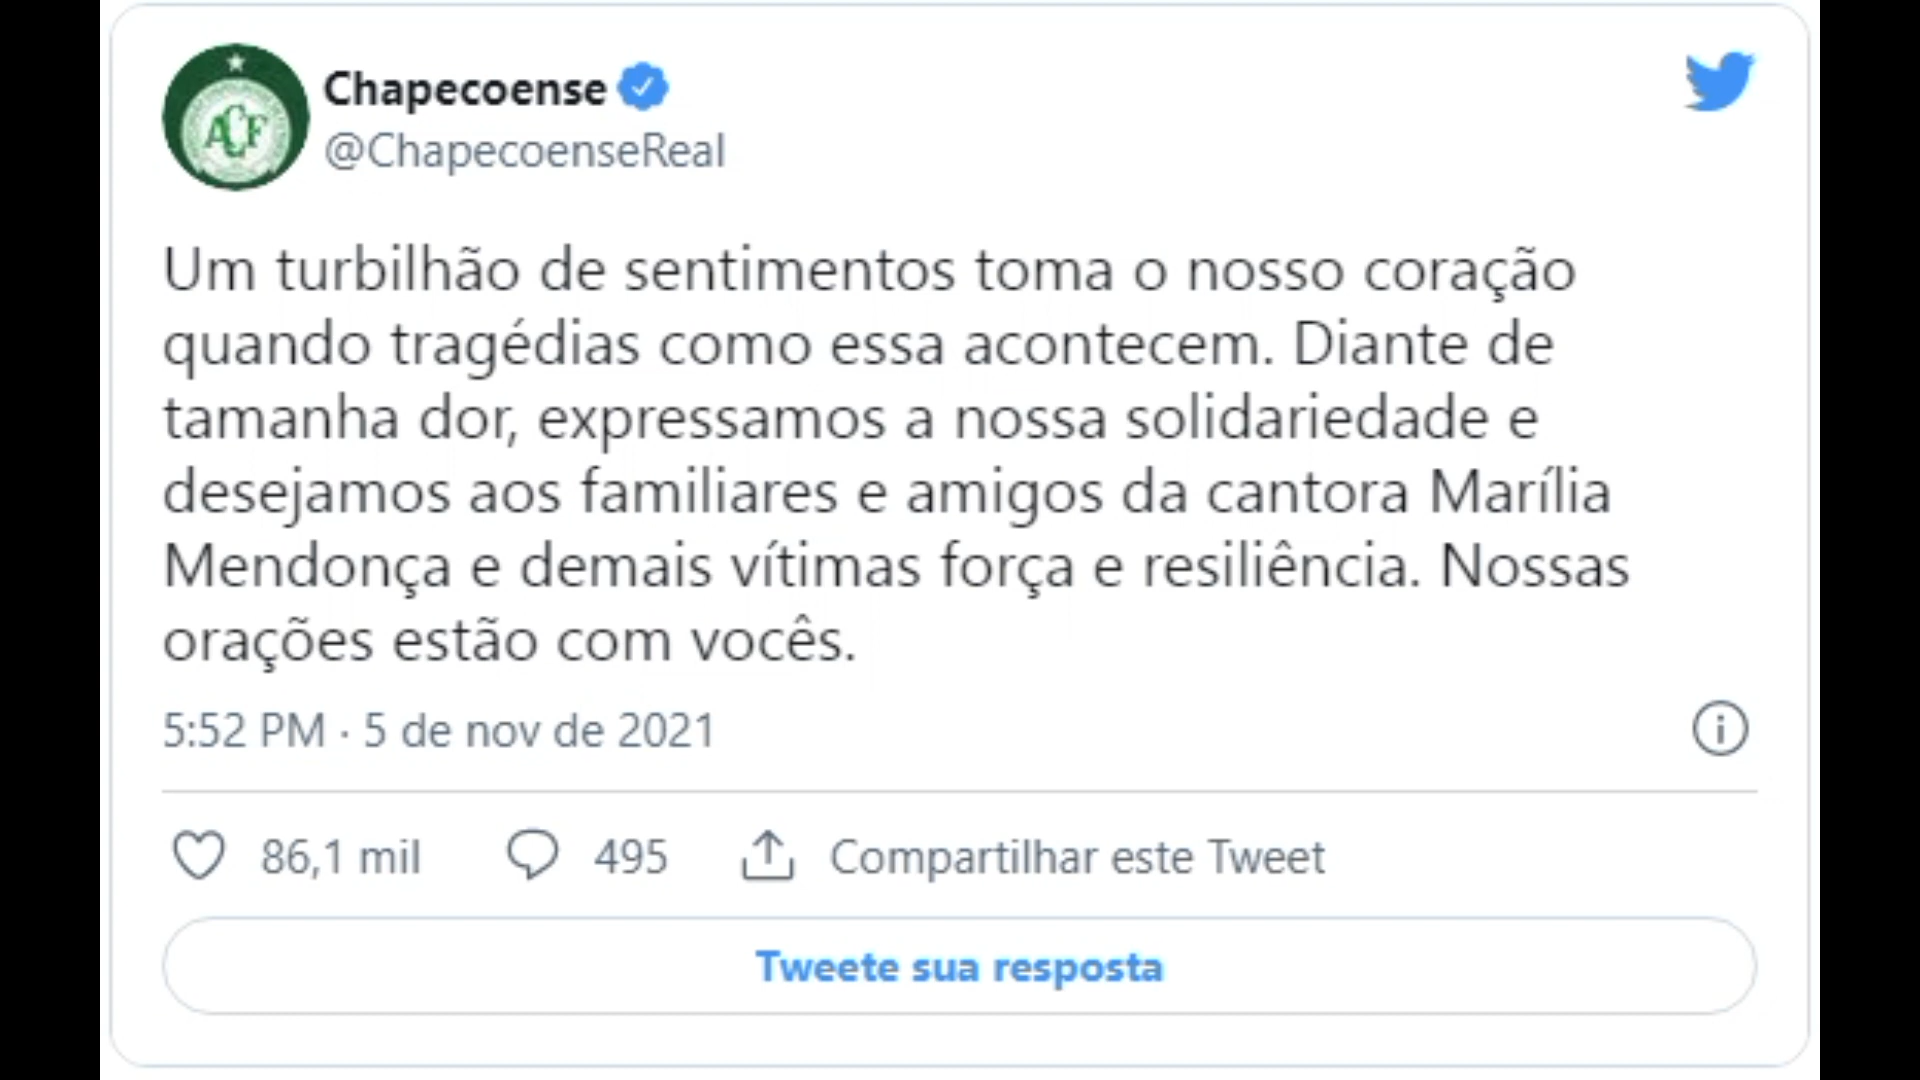 Chapecoense
@ChapecoenseReal
ACF
Um turbilhão de sentimentos toma o nosso coração
quando tragédias como essa acontecem. Diante de
tamanha dor, expressamos a nossa solidariedade e
desejamos aos familiares e amigos da cantora Marília
Mendonça e demais vítimas força e resiliência. Nossas
orações estão com vocês.
5:52 PM · 5 de nov de 2021
86,1 mil 495 Compartilhar este Tweet
Tweete sua resposta